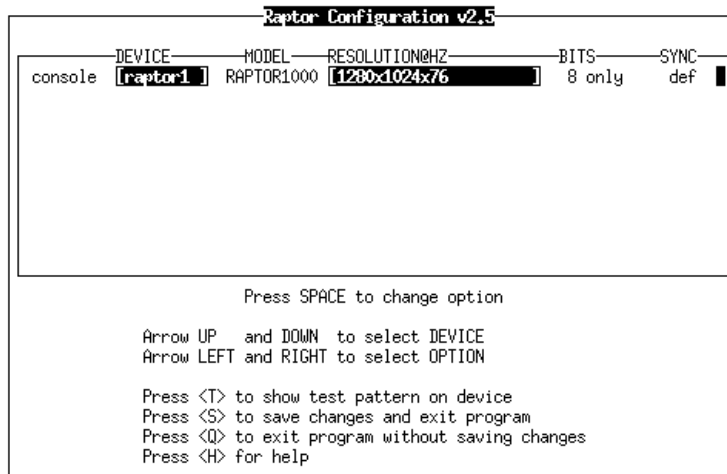 Raptor Configuration v2.5
DEVICE MODEL RESOLUTION@HZ BITS SYNC
console [raptor1 ] RAPTOR1000 [1280x1024x76 ] 8 only def
Press SPACE to change option
Arrow UP and DOWN to select DEVICE
Arrow LEFT and RIGHT to select OPTION
Press <T> to show test pattern on device
Press <S> to save changes and exit program
Press <Q> to exit program without saving changes
Press <H> for help